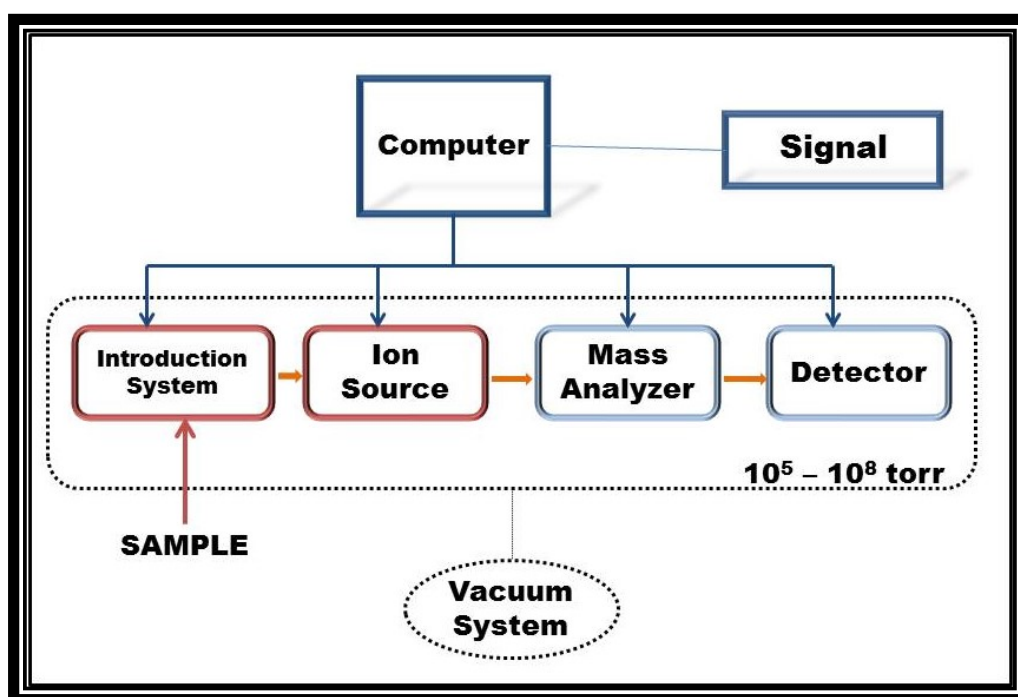 Computer
Signal
Introduction
System
Ion
Source
Mass
Analyzer
Detector
10⁵ – 10⁸ torr
SAMPLE
Vacuum
System